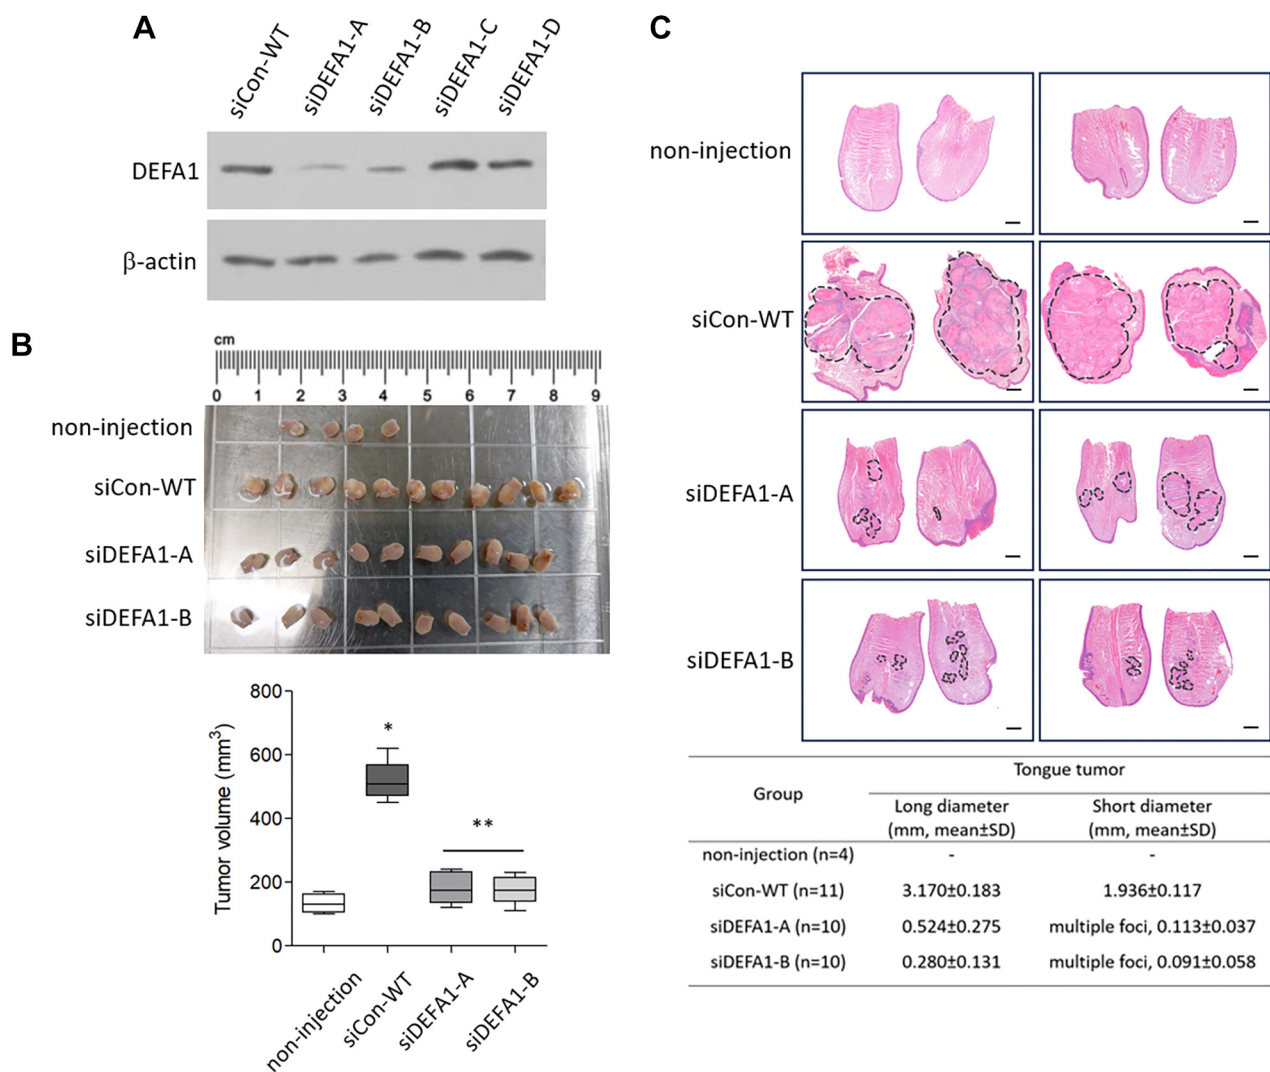 A
siCon-WT
siDEFA1-A
siDEFA1-B
siDEFA1-C
siDEFA1-D
DEFA1
β-actin
B
cm
0 1 2 3 4 5 6 7 8 9
non-injection
siCon-WT
siDEFA1-A
siDEFA1-B
Tumor volume (mm³)
800
600
400
200
0
*
**
non-injection
siCon-WT
siDEFA1-A
siDEFA1-B
C
non-injection
siCon-WT
siDEFA1-A
siDEFA1-B
Tongue tumor
Group
Long diameter Short diameter
(mm, mean±SD) (mm, mean±SD)
non-injection (n=4) - -
siCon-WT (n=11) 3.170±0.183 1.936±0.117
siDEFA1-A (n=10) 0.524±0.275 multiple foci, 0.113±0.037
siDEFA1-B (n=10) 0.280±0.131 multiple foci, 0.091±0.058